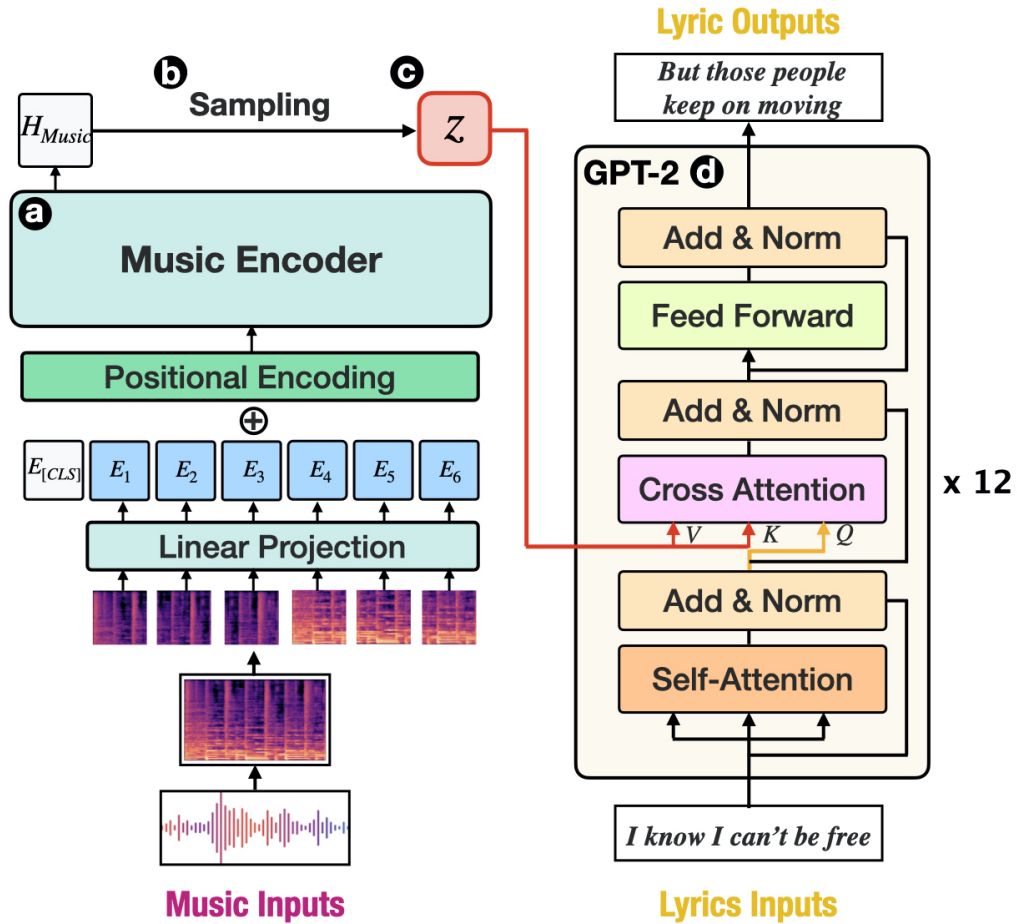 Lyric Outputs
But those people
keep on moving
b
c
Sampling
H_Music
z
GPT-2 d
a
Music Encoder
Add & Norm
Feed Forward
Positional Encoding
Add & Norm
E_[CLS] E_1 E_2 E_3 E_4 E_5 E_6
Cross Attention
x 12
V K Q
Linear Projection
Add & Norm
Self-Attention
I know I can't be free
Music Inputs
Lyrics Inputs